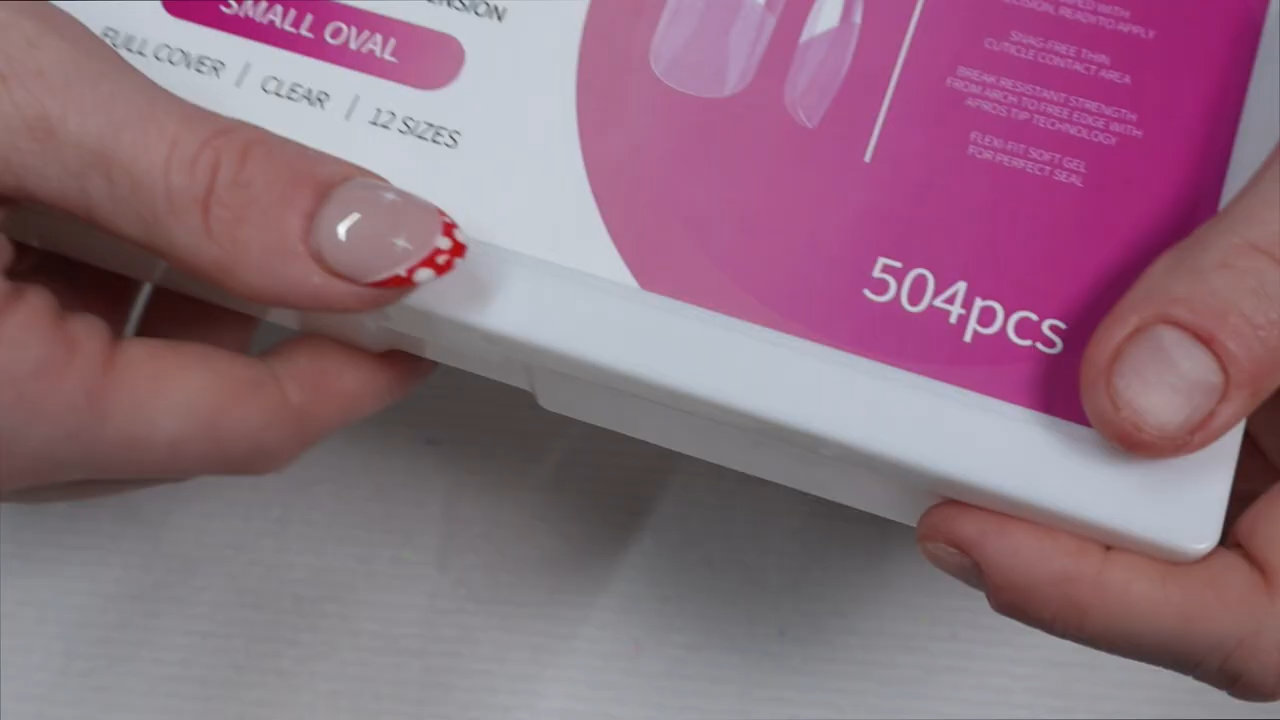 SMALL OVAL
FULL COVER | CLEAR | 12 SIZES
SNAG-FREE THIN
CUTICLE CONTACT AREA
BREAK RESISTANT STRENGTH
FROM ARCH TO FREE EDGE WITH
APROS TIP TECHNOLOGY
FLEXI-FIT SOFT GEL
FOR PERFECT SEAL
504pcs